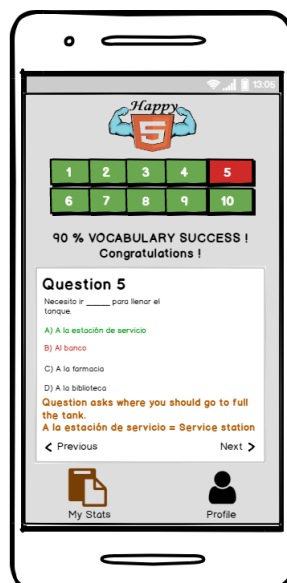 13:05
Happy
5
1 2 3 4 5
6 7 8 9 10
90 % VOCABULARY SUCCESS !
Congratulations !
Question 5
Necesito ir _____ para llenar el
tanque.
A) A la estación de servicio
B) Al banco
C) A la farmacia
D) A la biblioteca
Question asks where you should go to full
the tank.
A la estación de servicio = Service station
Previous Next
My Stats Profile